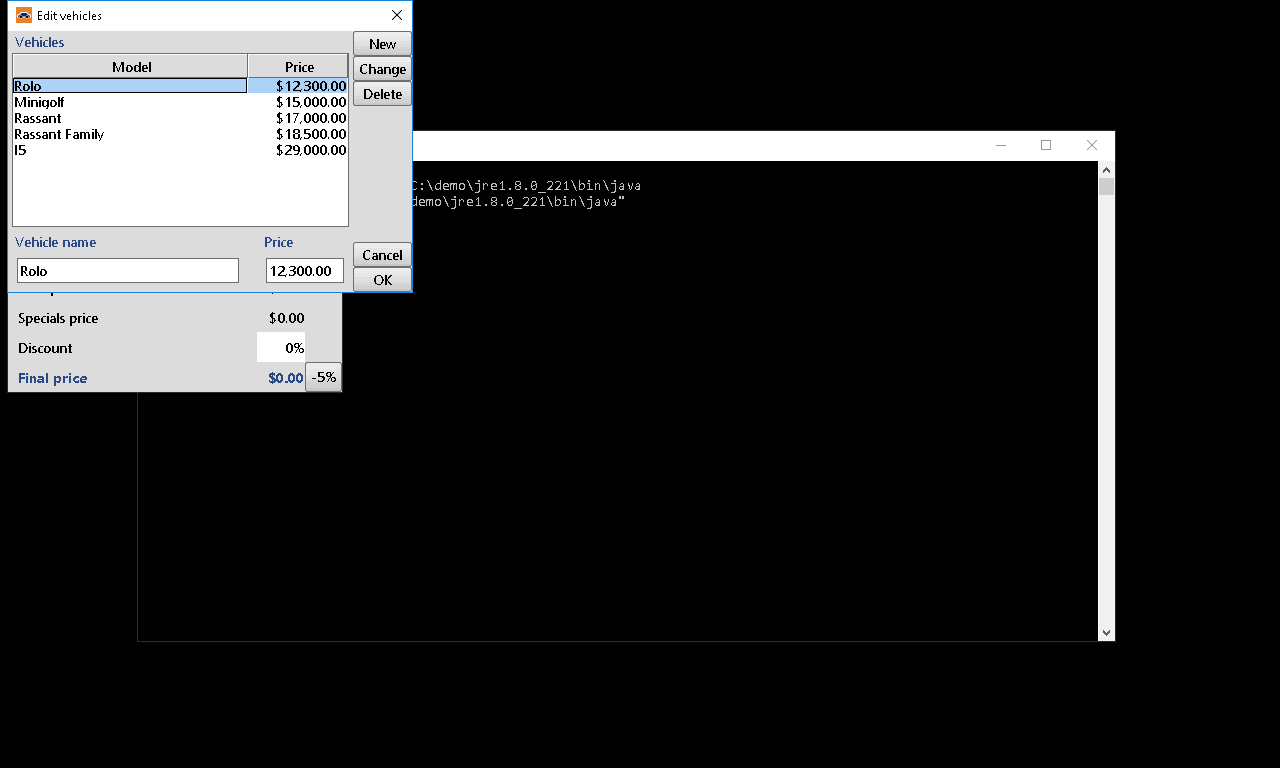 Edit vehicles
Vehicles
New
Change
Delete
Model Price
Rolo $12,300.00
Minigolf $15,000.00
Rassant $17,000.00
Rassant Family $18,500.00
I5 $29,000.00
C:\demo\jre1.8.0_221\bin\java
demo\jre1.8.0_221\bin\java"
Vehicle name Price
Rolo 12,300.00
Cancel
OK
Specials price $0.00
Discount 0%
Final price $0.00 -5%